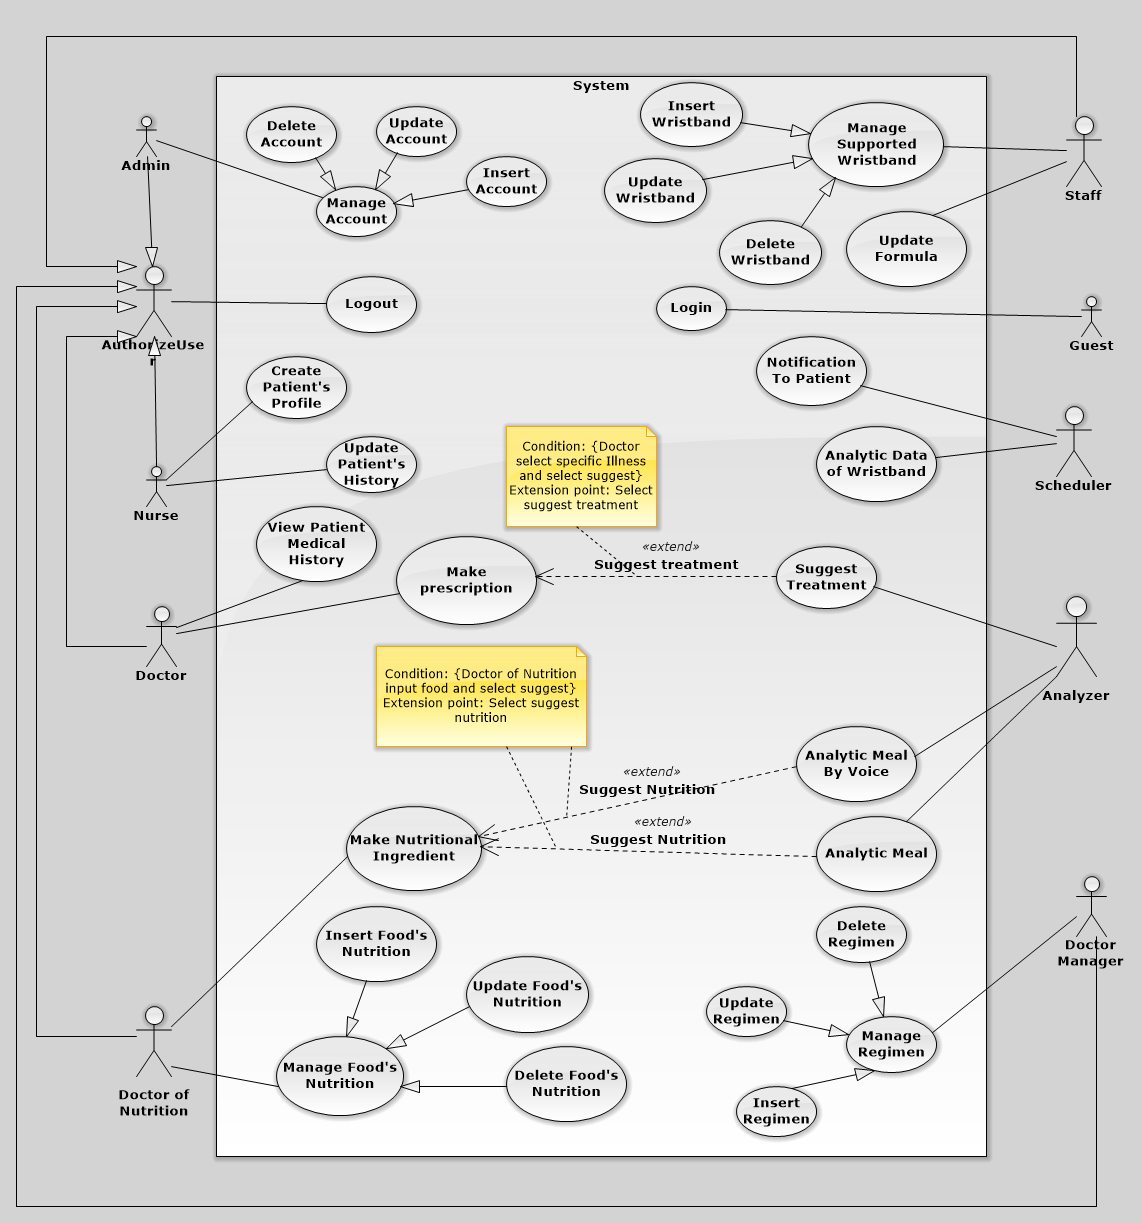 System
Delete
Account
Update
Account
Insert
Account
Manage
Account
Insert
Wristband
Update
Wristband
Delete
Wristband
Manage
Supported
Wristband
Update
Formula
Admin
Staff
AuthorizeUse
r
Logout
Login
Guest
Create
Patient's
Profile
Notification
To Patient
Update
Patient's
History
Analytic Data
of Wristband
Scheduler
Nurse
Condition: {Doctor
select specific Illness
and select suggest}
Extension point: Select
suggest treatment
View Patient
Medical
History
Make
prescription
«extend»
Suggest treatment
Suggest
Treatment
Doctor
Analyzer
Condition: {Doctor of Nutrition
input food and select suggest}
Extension point: Select suggest
nutrition
Analytic Meal
By Voice
«extend»
Suggest Nutrition
«extend»
Suggest Nutrition
Make Nutritional
Ingredient
Analytic Meal
Insert Food's
Nutrition
Update Food's
Nutrition
Manage Food's
Nutrition
Delete Food's
Nutrition
Delete
Regimen
Update
Regimen
Manage
Regimen
Insert
Regimen
Doctor
Manager
Doctor of
Nutrition